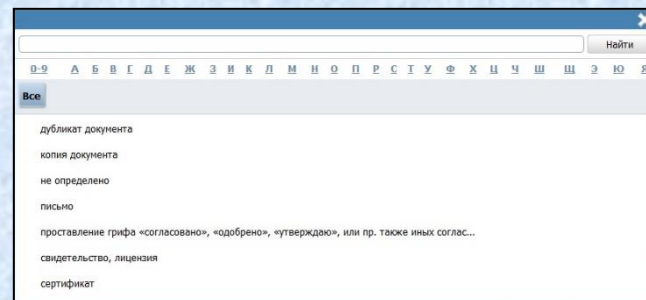 Найти
0-9 А Б В Г Д Е Ж З И К Л М Н О П Р С Т У Ф Х Ц Ч Ш Щ Э Ю Я
Все
дубликат документа
копия документа
не определено
письмо
проставление грифа «согласовано», «одобрено», «утверждаю», или пр. также иных соглас...
свидетельство, лицензия
сертификат